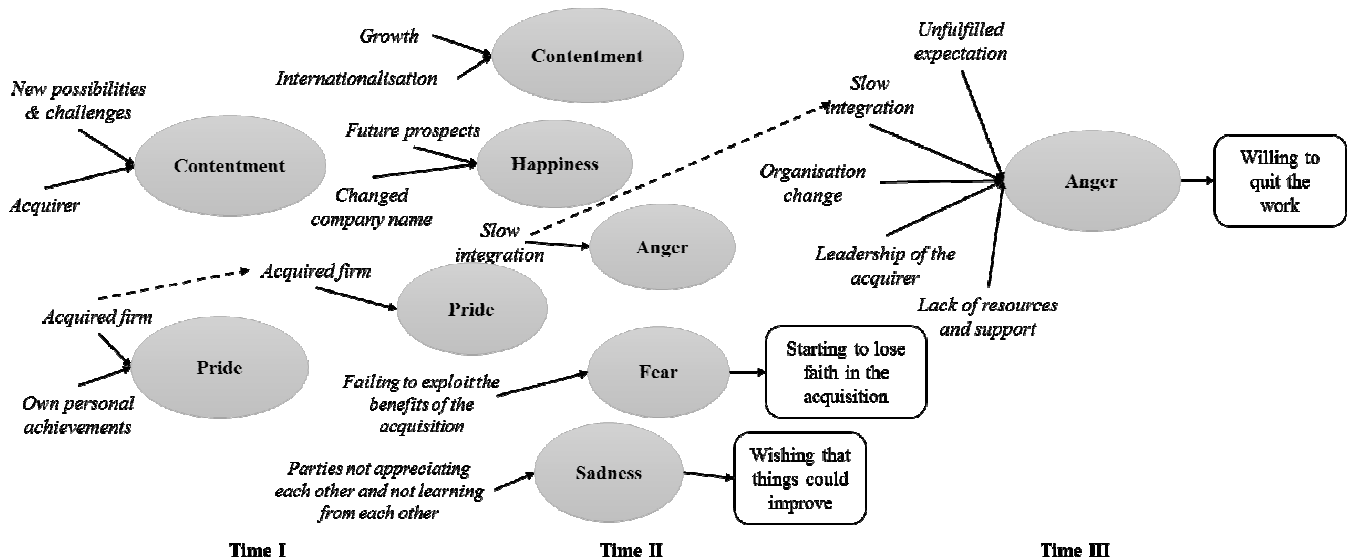 New possibilities
& challenges
Acquirer
Contentment
Acquired firm
Own personal
achievements
Pride
Growth
Internationalisation
Contentment
Future prospects
Changed
company name
Happiness
Slow
integration
Anger
Acquired firm
Pride
Failing to exploit the
benefits of the
acquisition
Fear
Starting to lose
faith in the
acquisition
Parties not appreciating
each other and not learning
from each other
Sadness
Wishing that
things could
improve
Unfulfilled
expectation
Slow
integration
Organisation
change
Leadership of the
acquirer
Lack of resources
and support
Anger
Willing to
quit the
work
Time I
Time II
Time III